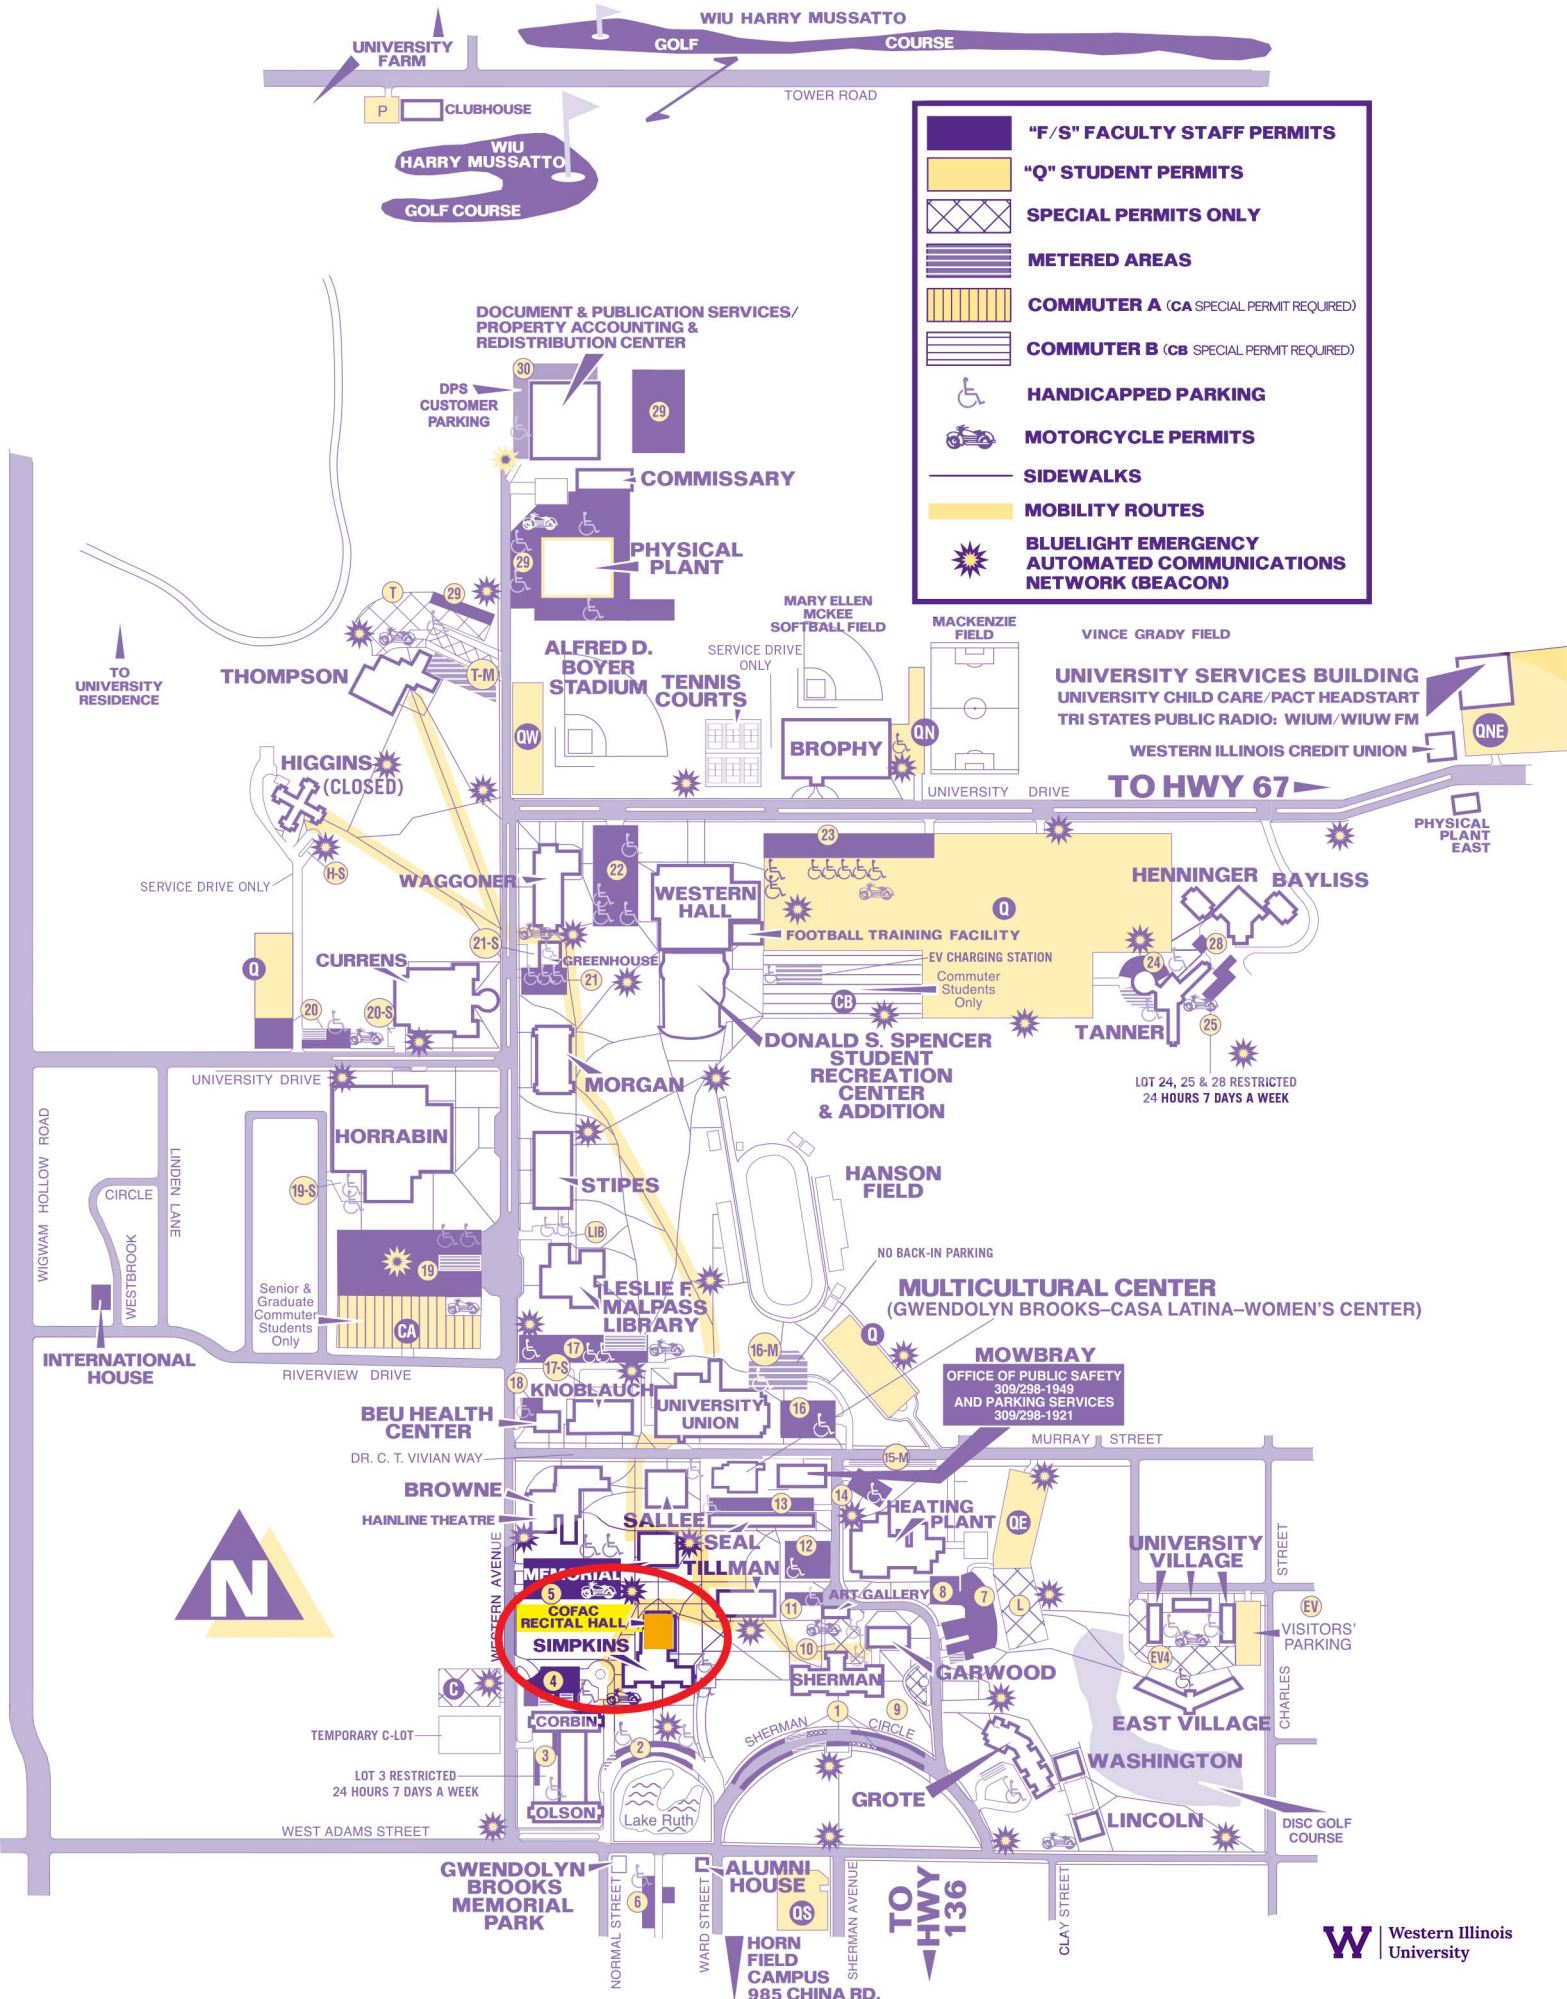 WIU HARRY MUSSATTO
GOLF COURSE
UNIVERSITY
FARM
TOWER ROAD
P
CLUBHOUSE
WIU
HARRY MUSSATTO
GOLF COURSE
"F/S" FACULTY STAFF PERMITS
"Q" STUDENT PERMITS
SPECIAL PERMITS ONLY
METERED AREAS
COMMUTER A (CA SPECIAL PERMIT REQUIRED)
COMMUTER B (CB SPECIAL PERMIT REQUIRED)
HANDICAPPED PARKING
MOTORCYCLE PERMITS
SIDEWALKS
MOBILITY ROUTES
BLUELIGHT EMERGENCY
AUTOMATED COMMUNICATIONS
NETWORK (BEACON)
DOCUMENT & PUBLICATION SERVICES/
PROPERTY ACCOUNTING &
REDISTRIBUTION CENTER
30
DPS
CUSTOMER
PARKING
29
COMMISSARY
PHYSICAL
PLANT
29
T
29
T-M
THOMPSON
TO
UNIVERSITY
RESIDENCE
ALFRED D.
BOYER
STADIUM
QW
SERVICE DRIVE
ONLY
TENNIS
COURTS
MARY ELLEN
MCKEE
SOFTBALL FIELD
MACKENZIE
FIELD
VINCE GRADY FIELD
BROPHY
QN
UNIVERSITY SERVICES BUILDING
UNIVERSITY CHILD CARE/PACT HEADSTART
TRI STATES PUBLIC RADIO: WIUM/WIUW FM
QNE
WESTERN ILLINOIS CREDIT UNION
HIGGINS
(CLOSED)
UNIVERSITY DRIVE
TO HWY 67
PHYSICAL
PLANT
EAST
H-S
SERVICE DRIVE ONLY
WAGGONER
22
WESTERN
HALL
23
Q
FOOTBALL TRAINING FACILITY
EV CHARGING STATION
Commuter
Students
Only
CB
HENNINGER
BAYLISS
28
24
25
TANNER
LOT 24, 25 & 28 RESTRICTED
24 HOURS 7 DAYS A WEEK
21-S
GREENHOUSE
21
Q
CURRENS
20
20-S
DONALD S. SPENCER
STUDENT
RECREATION
CENTER
& ADDITION
MORGAN
UNIVERSITY DRIVE
HORRABIN
19-S
STIPES
HANSON
FIELD
WIGWAM HOLLOW ROAD
CIRCLE
WESTBROOK
LINDEN LANE
INTERNATIONAL
HOUSE
19
Senior &
Graduate
Commuter
Students
Only
CA
RIVERVIEW DRIVE
LIB
LESLIE F.
MALPASS
LIBRARY
NO BACK-IN PARKING
MULTICULTURAL CENTER
(GWENDOLYN BROOKS–CASA LATINA–WOMEN'S CENTER)
17
17-S
16-M
Q
MOWBRAY
OFFICE OF PUBLIC SAFETY
309/298-1949
AND PARKING SERVICES
309/298-1921
18
KNOBLAUCH
BEU HEALTH
CENTER
UNIVERSITY
UNION
16
MURRAY STREET
DR. C. T. VIVIAN WAY
15-M
BROWNE
HAINLINE THEATRE
SALLEE
13
SEAL
14
HEATING
PLANT
QE
WESTERN AVENUE
MEMORIAL
TILLMAN
12
UNIVERSITY
VILLAGE
STREET
5
COFAC
RECITAL HALL
SIMPKINS
4
11
ART GALLERY
8
7
L
10
EV
VISITORS'
PARKING
EV4
C
SHERMAN
GARWOOD
EAST VILLAGE
CHARLES
CORBIN
TEMPORARY C-LOT
3
2
1
9
SHERMAN CIRCLE
WASHINGTON
LOT 3 RESTRICTED
24 HOURS 7 DAYS A WEEK
OLSON
Lake Ruth
GROTE
LINCOLN
DISC GOLF
COURSE
WEST ADAMS STREET
GWENDOLYN
BROOKS
MEMORIAL
PARK
NORMAL STREET
6
WARD STREET
ALUMNI
HOUSE
QS
SHERMAN AVENUE
TO
HWY
136
CLAY STREET
HORN
FIELD
CAMPUS
985 CHINA RD.
N
W
Western Illinois
University